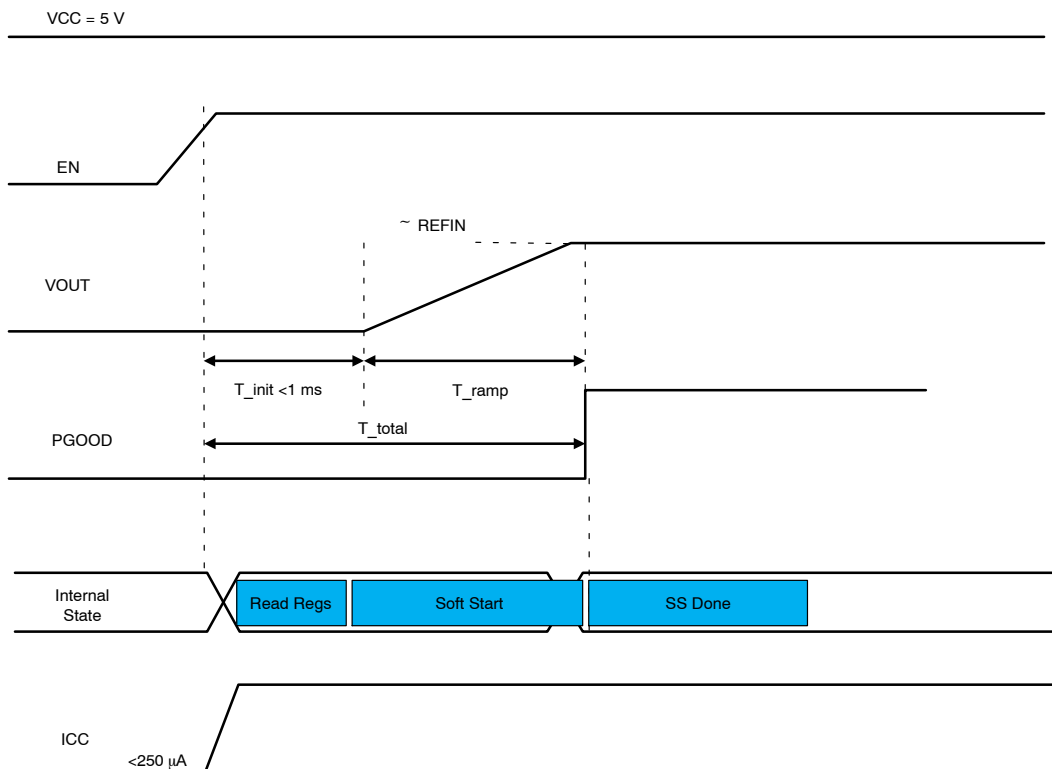 VCC = 5 V
EN
~ REFIN
VOUT
T_init <1 ms
T_ramp
T_total
PGOOD
Internal
State
Read Regs
Soft Start
SS Done
ICC
<250 μA